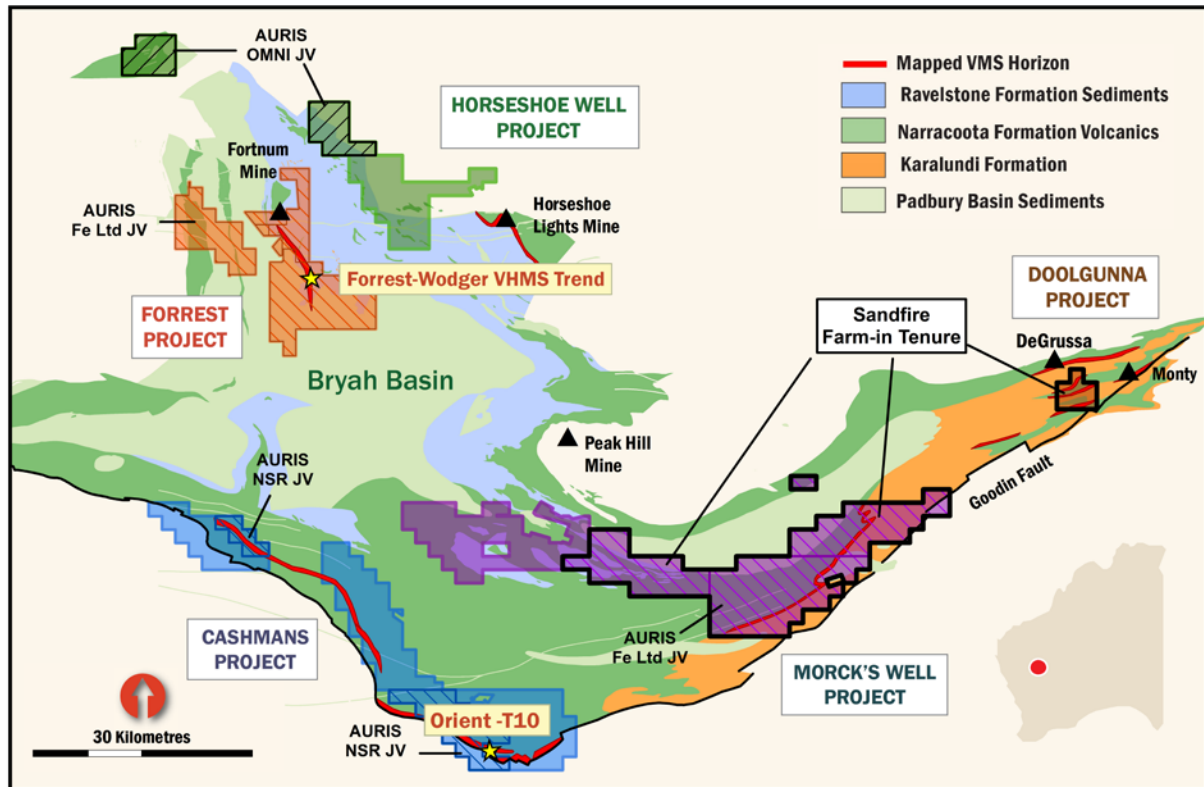 AURIS
OMNI JV
HORSESHOE WELL
PROJECT
Mapped VMS Horizon
Ravelstone Formation Sediments
Narracoota Formation Volcanics
Karalundi Formation
Padbury Basin Sediments
Fortnum
Mine
AURIS
Fe Ltd JV
Horseshoe
Lights Mine
Forrest-Wodger VHMS Trend
FORREST
PROJECT
DOOLGUNNA
PROJECT
Sandfire
Farm-in Tenure
DeGrussa
Monty
Bryah Basin
Peak Hill
Mine
AURIS
NSR JV
Goodin Fault
CASHMANS
PROJECT
AURIS
Fe Ltd JV
MORCK'S WELL
PROJECT
Orient -T10
30 Kilometres
AURIS
NSR JV